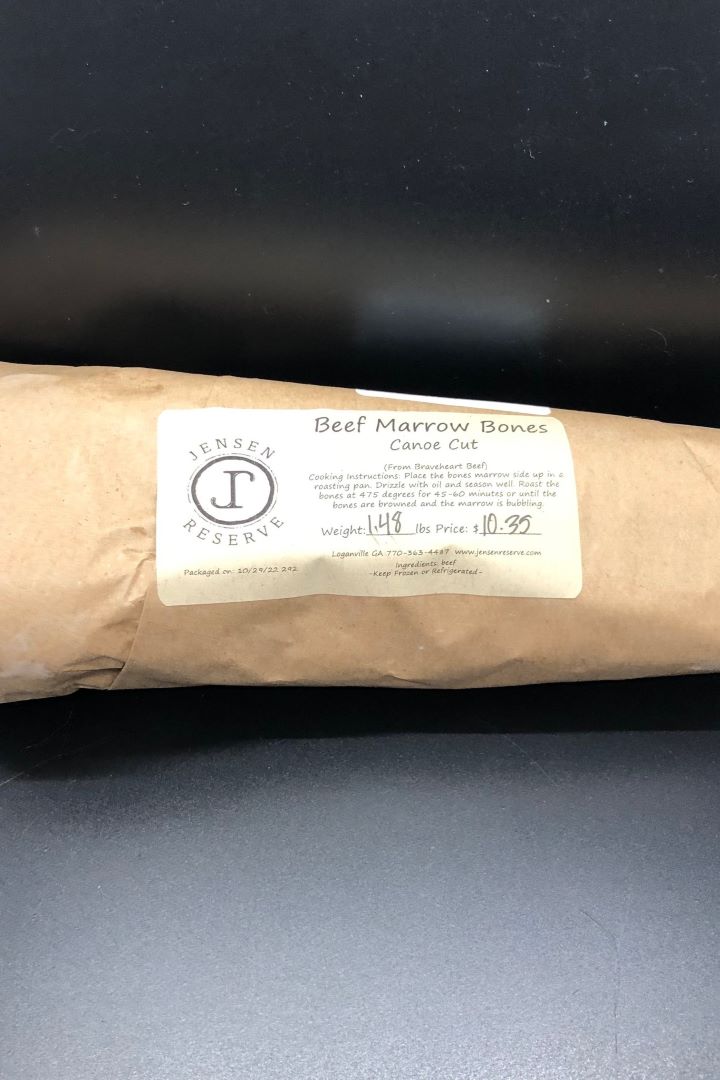 JENSEN
JR
RESERVE
Beef Marrow Bones
Canoe Cut
(From Braveheart Beef)
Cooking Instructions: Place the bones marrow side up in a
roasting pan. Drizzle with oil and season well. Roast the
bones at 475 degrees for 45-60 minutes or until the
bones are browned and the marrow is bubbling.
Weight: 1.48 lbs Price: $10.35
Loganville GA 770-363-4487 www.jensenreserve.com
Packaged on: 10/29/22 292
Ingredients: beef
-Keep Frozen or Refrigerated-